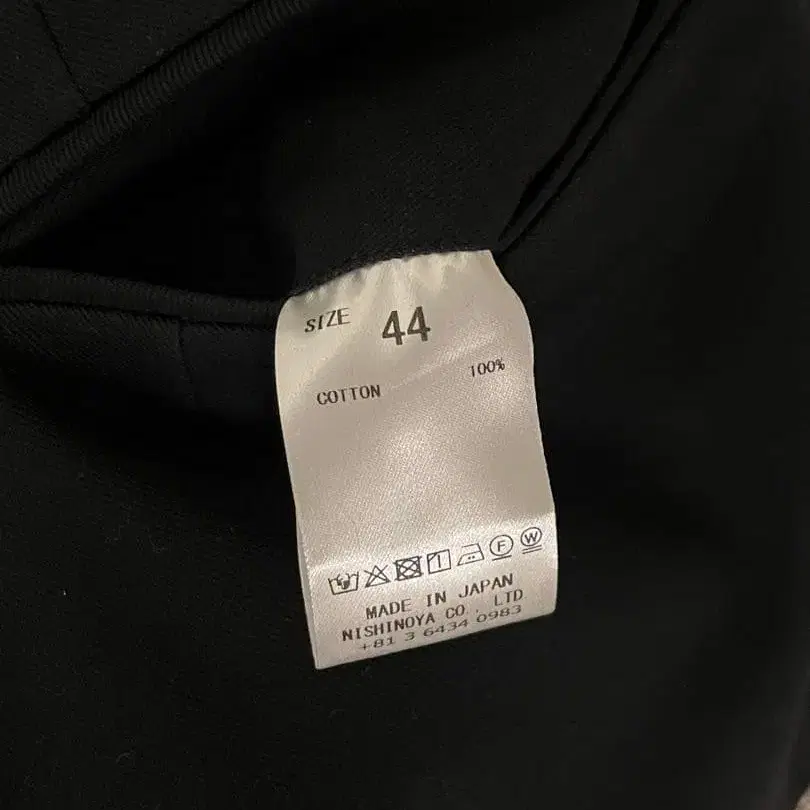 SIZE 44
COTTON 100%
F W
MADE IN JAPAN
NISHINOYA CO., LTD
+81 3 6434 0983